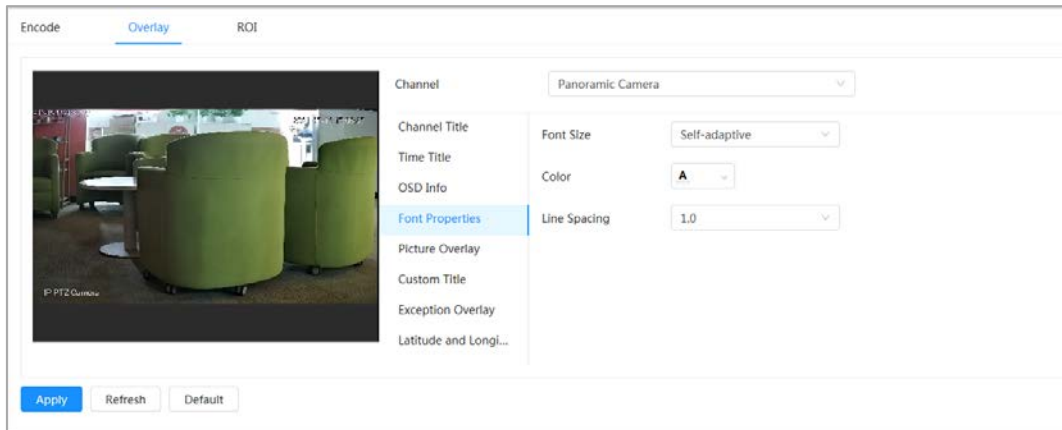 Encode Overlay ROI
Channel Panoramic Camera
Channel Title
Time Title
OSD Info
Font Properties
Picture Overlay
Custom Title
Exception Overlay
Latitude and Longi...
Font Size Self-adaptive
Color A
Line Spacing 1.0
IP PTZ Camera
Apply Refresh Default